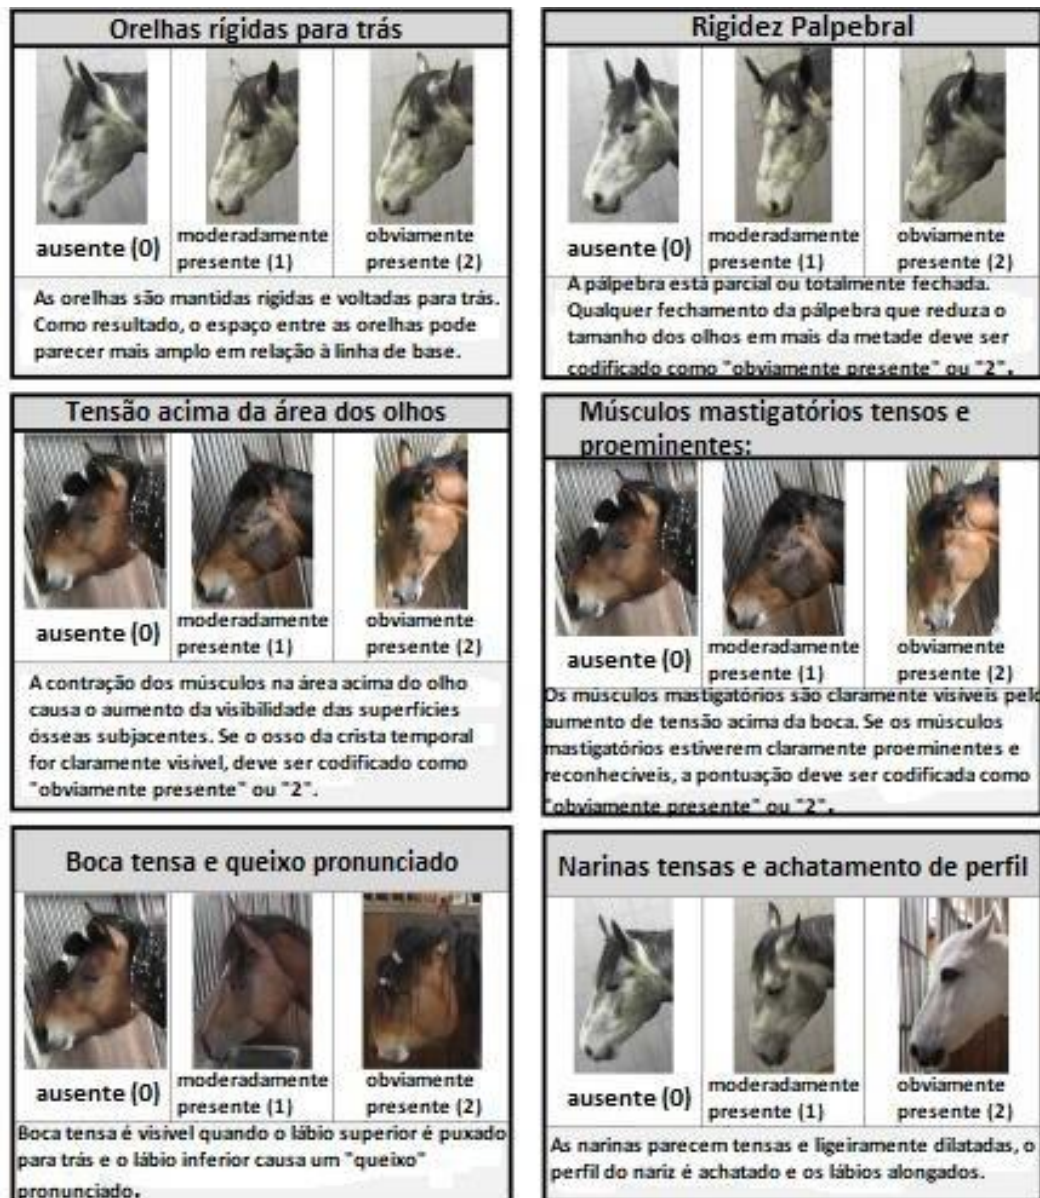 Orelhas rígidas para trás
ausente (0)
moderadamente
presente (1)
obviamente
presente (2)
As orelhas são mantidas rígidas e voltadas para trás.
Como resultado, o espaço entre as orelhas pode
parecer mais amplo em relação à linha de base.
Rigidez Palpebral
ausente (0)
moderadamente
presente (1)
obviamente
presente (2)
A pálpebra está parcial ou totalmente fechada.
Qualquer fechamento da pálpebra que reduza o
tamanho dos olhos em mais da metade deve ser
codificado como "obviamente presente" ou "2".
Tensão acima da área dos olhos
ausente (0)
moderadamente
presente (1)
obviamente
presente (2)
A contração dos músculos na área acima do olho
causa o aumento da visibilidade das superfícies
ósseas subjacentes. Se o osso da crista temporal
for claramente visível, deve ser codificado como
"obviamente presente" ou "2".
Músculos mastigatórios tensos e
proeminentes:
ausente (0)
moderadamente
presente (1)
obviamente
presente (2)
Os músculos mastigatórios são claramente visíveis pelo
aumento de tensão acima da boca. Se os músculos
mastigatórios estiverem claramente proeminentes e
reconhecíveis, a pontuação deve ser codificada como
"obviamente presente" ou "2".
Boca tensa e queixo pronunciado
ausente (0)
moderadamente
presente (1)
obviamente
presente (2)
Boca tensa é visível quando o lábio superior é puxado
para trás e o lábio inferior causa um "queixo"
pronunciado.
Narinas tensas e achatamento de perfil
ausente (0)
moderadamente
presente (1)
obviamente
presente (2)
As narinas parecem tensas e ligeiramente dilatadas, o
perfil do nariz é achatado e os lábios alongados.